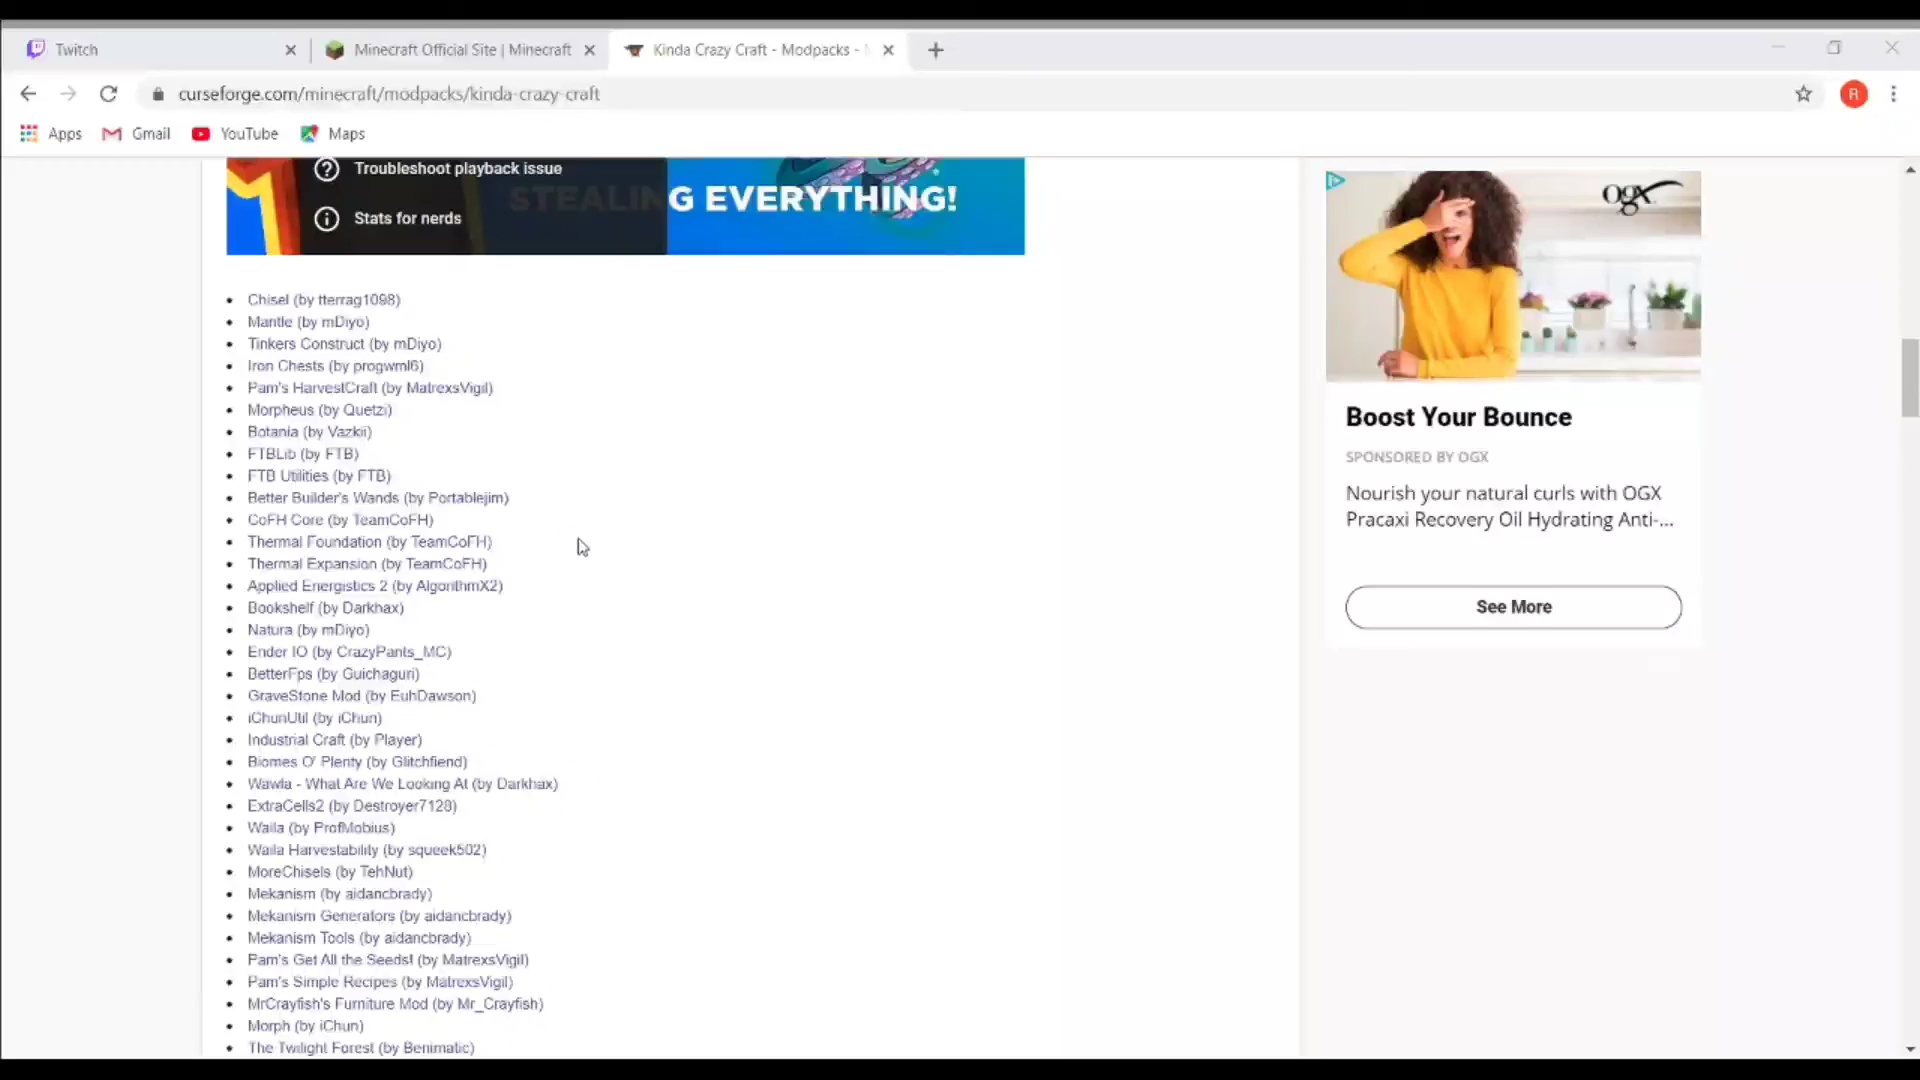 Twitch
Minecraft Official Site | Minecraft
Kinda Crazy Craft - Modpacks -
curseforge.com/minecraft/modpacks/kinda-crazy-craft
R
Apps
Gmail
YouTube
Maps
Troubleshoot playback issue
STEALING EVERYTHING!
Stats for nerds
Chisel (by tterrag1098)
Mantle (by mDiyo)
Tinkers Construct (by mDiyo)
Iron Chests (by progwml6)
Pam's HarvestCraft (by MatrexsVigil)
Morpheus (by Quetzi)
Botania (by Vazkii)
FTBLib (by FTB)
FTB Utilities (by FTB)
Better Builder's Wands (by Portablejim)
CoFH Core (by TeamCoFH)
Thermal Foundation (by TeamCoFH)
Thermal Expansion (by TeamCoFH)
Applied Energistics 2 (by AlgorithmX2)
Bookshelf (by Darkhax)
Natura (by mDiyo)
Ender IO (by CrazyPants_MC)
BetterFps (by Guichaguri)
GraveStone Mod (by EuhDawson)
iChunUtil (by iChun)
Industrial Craft (by Player)
Biomes O' Plenty (by Glitchfiend)
Wawla - What Are We Looking At (by Darkhax)
ExtraCells2 (by Destroyer7128)
Waila (by ProfMobius)
Waila Harvestability (by squeek502)
MoreChisels (by TehNut)
Mekanism (by aidancbrady)
Mekanism Generators (by aidancbrady)
Mekanism Tools (by aidancbrady)
Pam's Get All the Seeds! (by MatrexsVigil)
Pam's Simple Recipes (by MatrexsVigil)
MrCrayfish's Furniture Mod (by Mr_Crayfish)
Morph (by iChun)
The Twilight Forest (by Benimatic)
ogx
Boost Your Bounce
SPONSORED BY OGX
Nourish your natural curls with OGX
Pracaxi Recovery Oil Hydrating Anti-...
See More